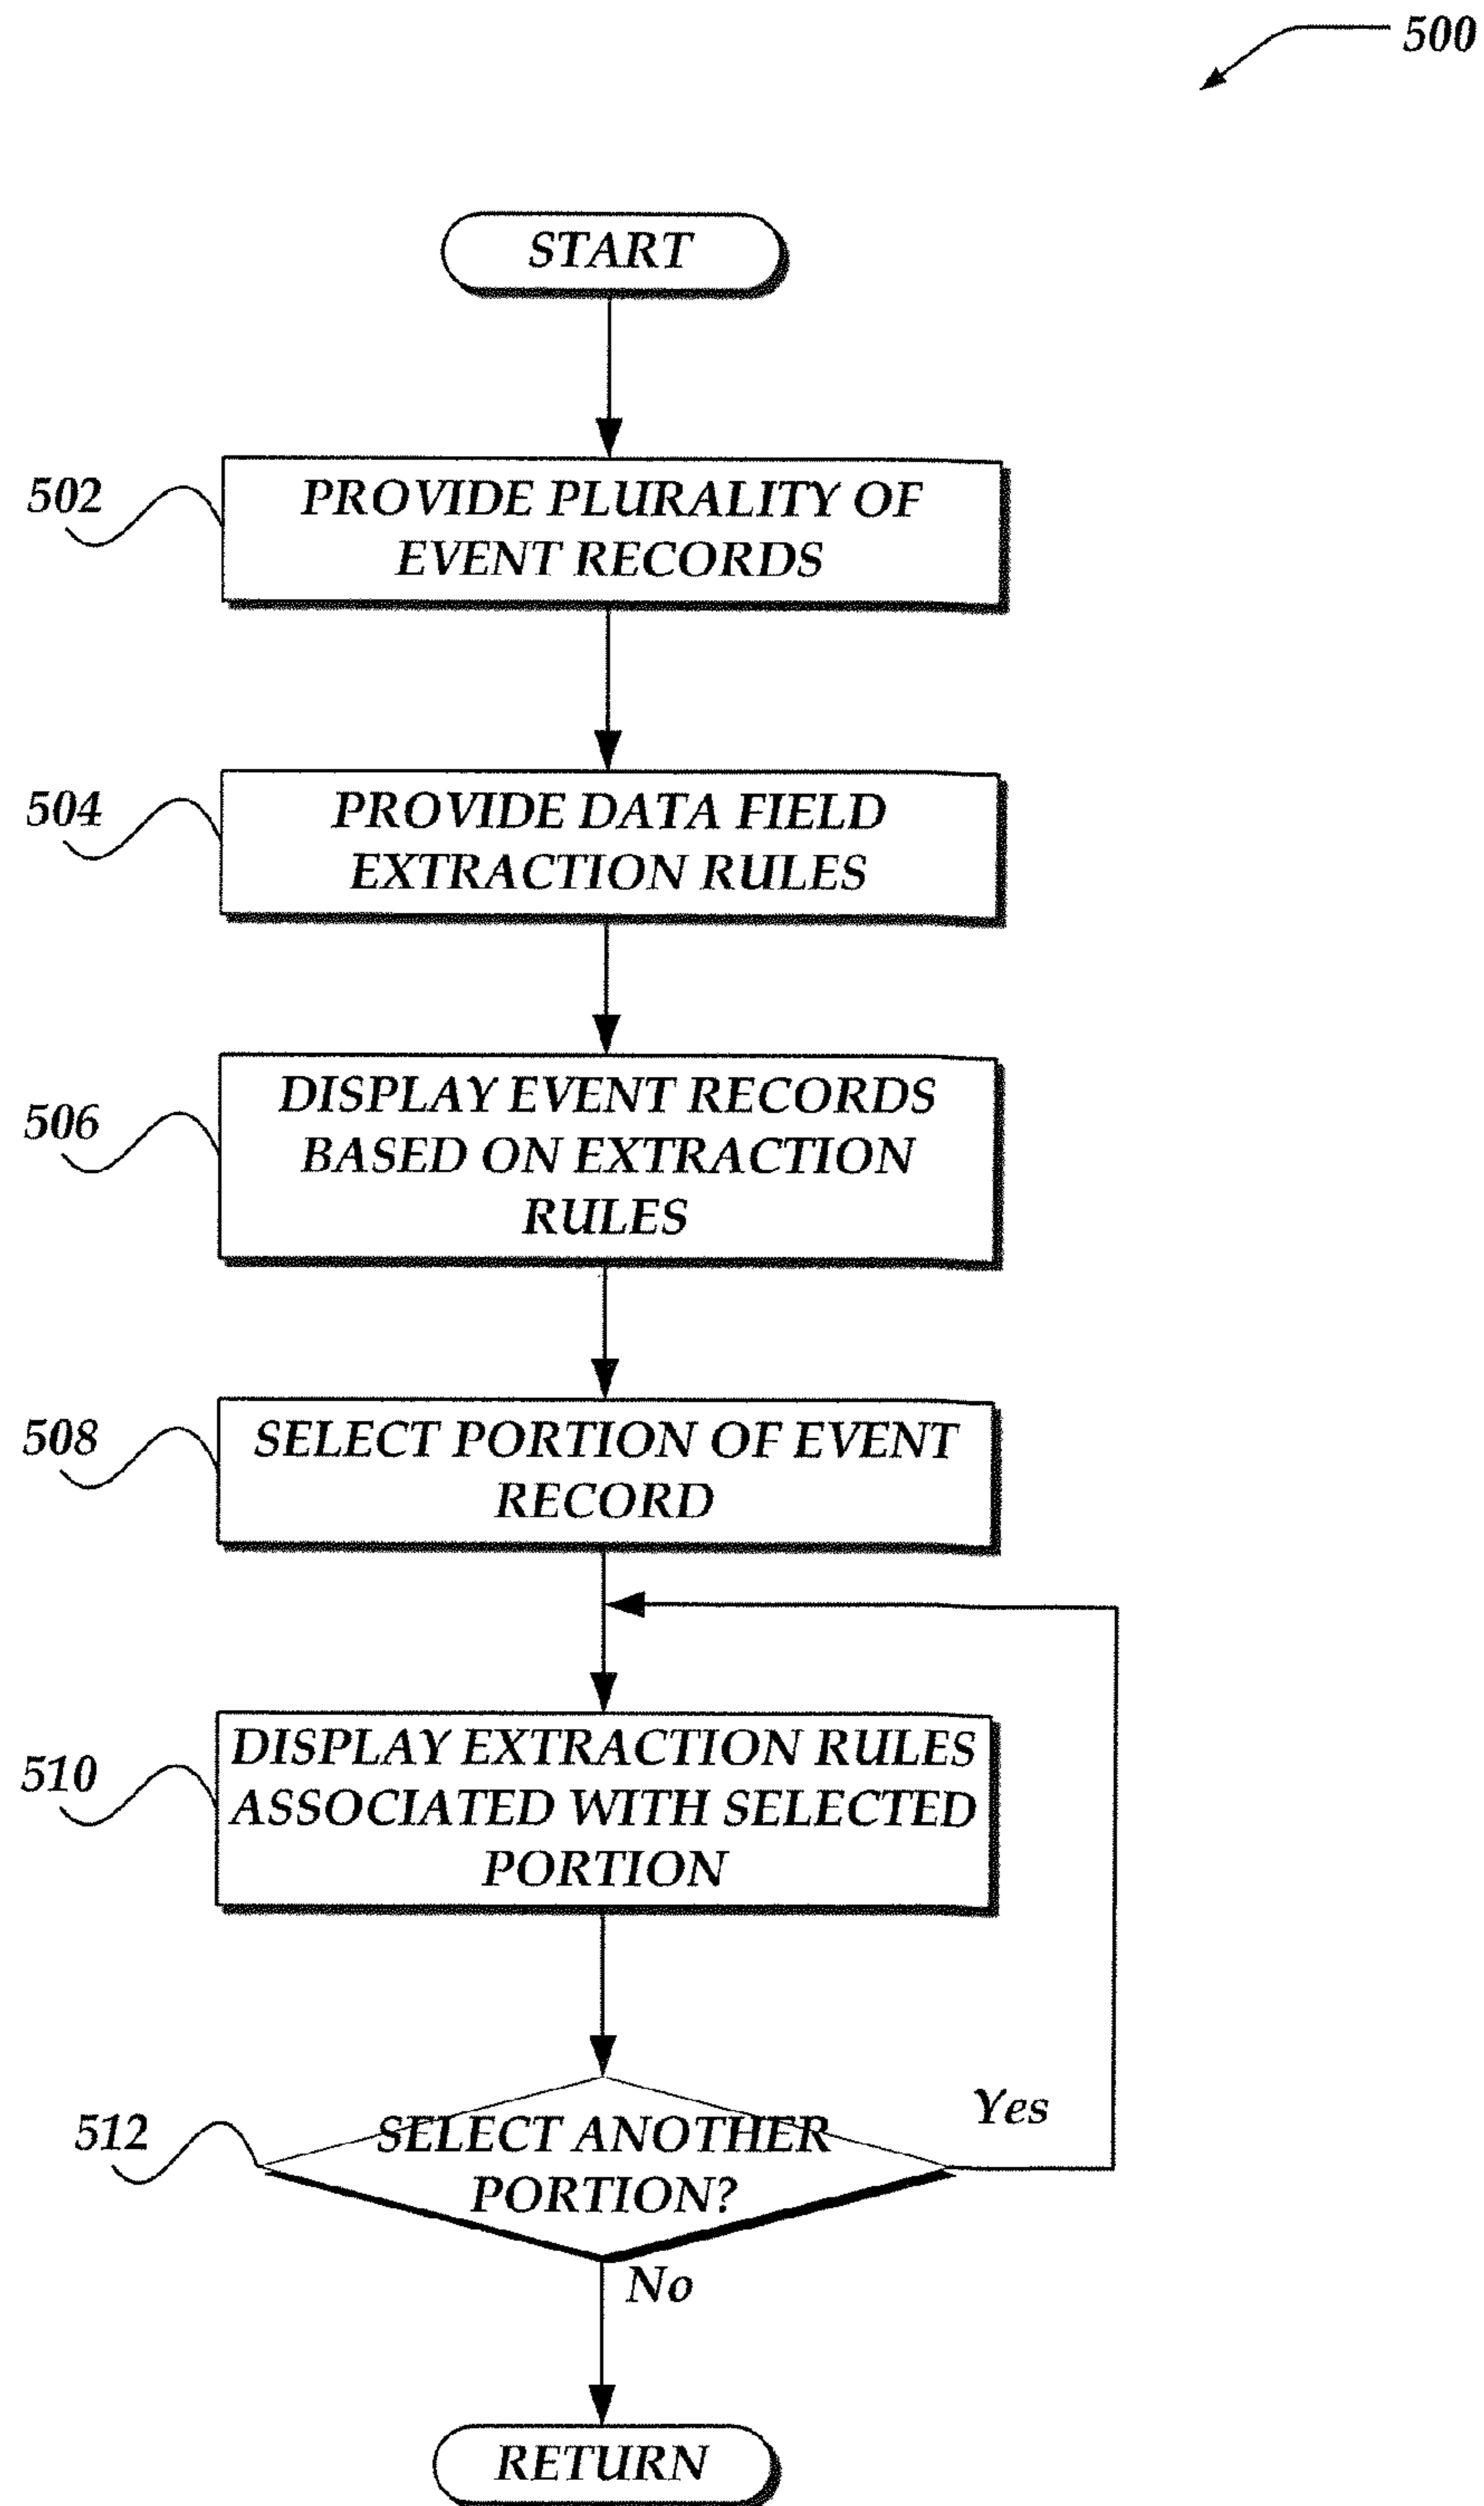 500
START
502
PROVIDE PLURALITY OF
EVENT RECORDS
504
PROVIDE DATA FIELD
EXTRACTION RULES
506
DISPLAY EVENT RECORDS
BASED ON EXTRACTION
RULES
508
SELECT PORTION OF EVENT
RECORD
510
DISPLAY EXTRACTION RULES
ASSOCIATED WITH SELECTED
PORTION
512
SELECT ANOTHER
PORTION?
Yes
No
RETURN